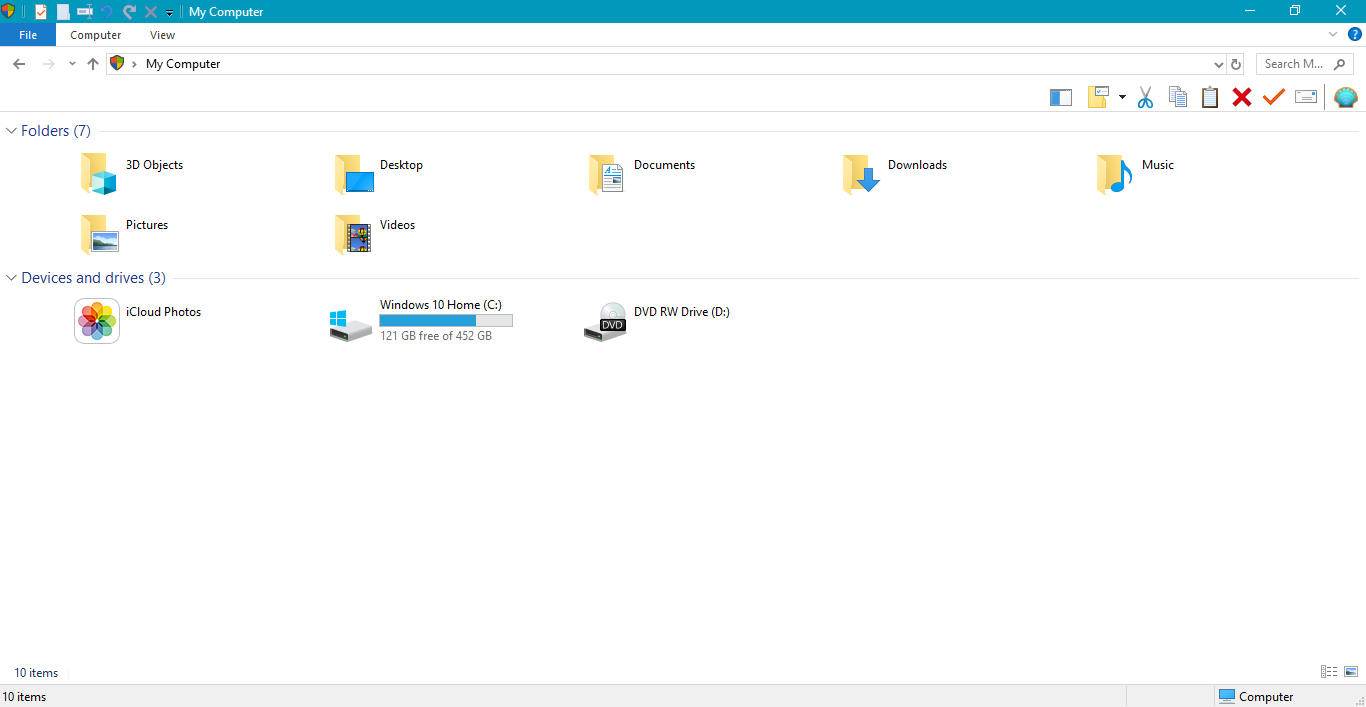 My Computer
File Computer View
My Computer Search M...
Folders (7)
3D Objects Desktop Documents Downloads Music
Pictures Videos
Devices and drives (3)
iCloud Photos
Windows 10 Home (C:)
121 GB free of 452 GB
DVD
DVD RW Drive (D:)
10 items
10 items Computer